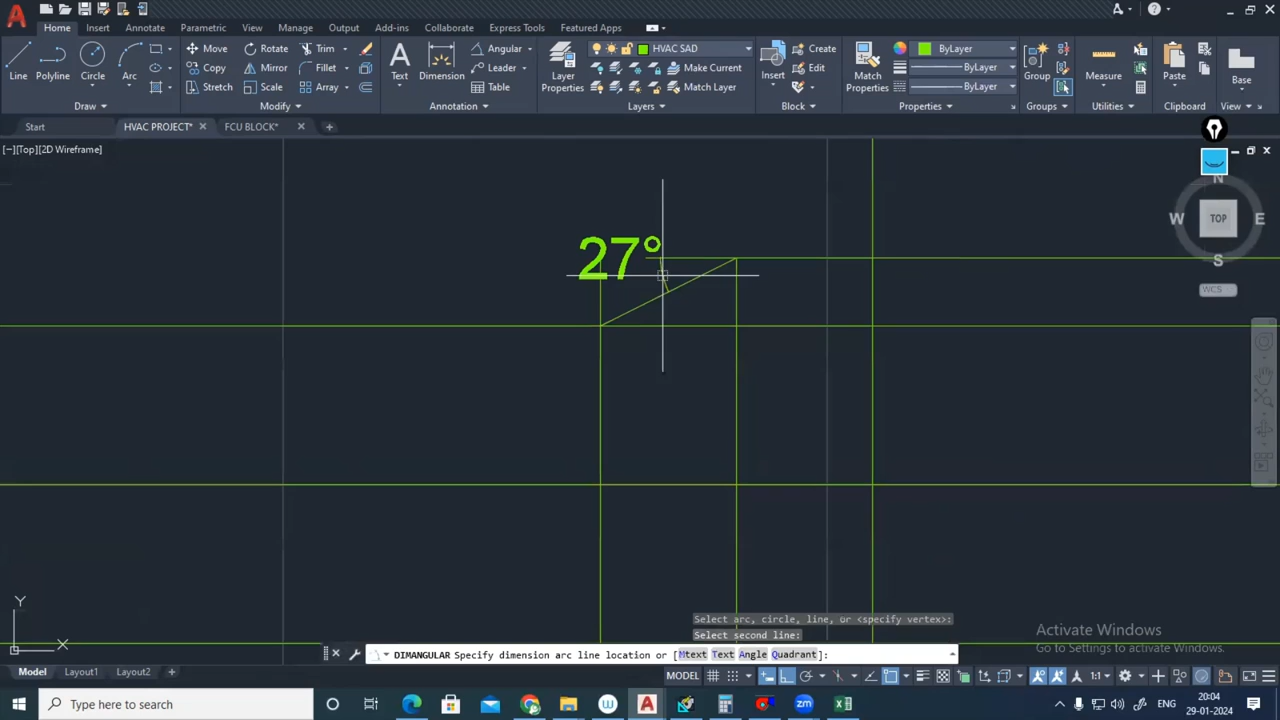 Home Insert Annotate Parametric View Manage Output Add-ins Collaborate Express Tools Featured Apps
Line Polyline Circle Arc
Move Rotate Trim
Copy Mirror Fillet
Stretch Scale Array
Text Dimension
Angular
Leader
Table
Layer Properties
HVAC SAD
Make Current
Match Layer
Insert
Create
Edit
Match Properties
ByLayer
ByLayer
ByLayer
Group
Measure
Paste
Base
Draw Modify Annotation Layers Block Properties Groups Utilities Clipboard View
Start HVAC PROJECT* FCU BLOCK*
[−][Top][2D Wireframe]
N
W TOP E
S
WCS
27°
Y
X
Select arc, circle, line, or <specify vertex>:
Select second line:
DIMANGULAR Specify dimension arc line location or [Mtext Text Angle Quadrant]:
Activate Windows
Go to Settings to activate Windows.
Model Layout1 Layout2
MODEL 1:1
Type here to search
ENG
20:04
29-01-2024